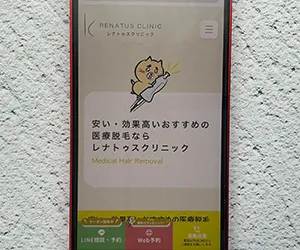 RENATUS CLINIC
レナトゥスクリニック
安い・効果高いおすすめの
医療脱毛なら
レナトゥスクリニック
Medical Hair Removal
LINE相談・予約
Web予約